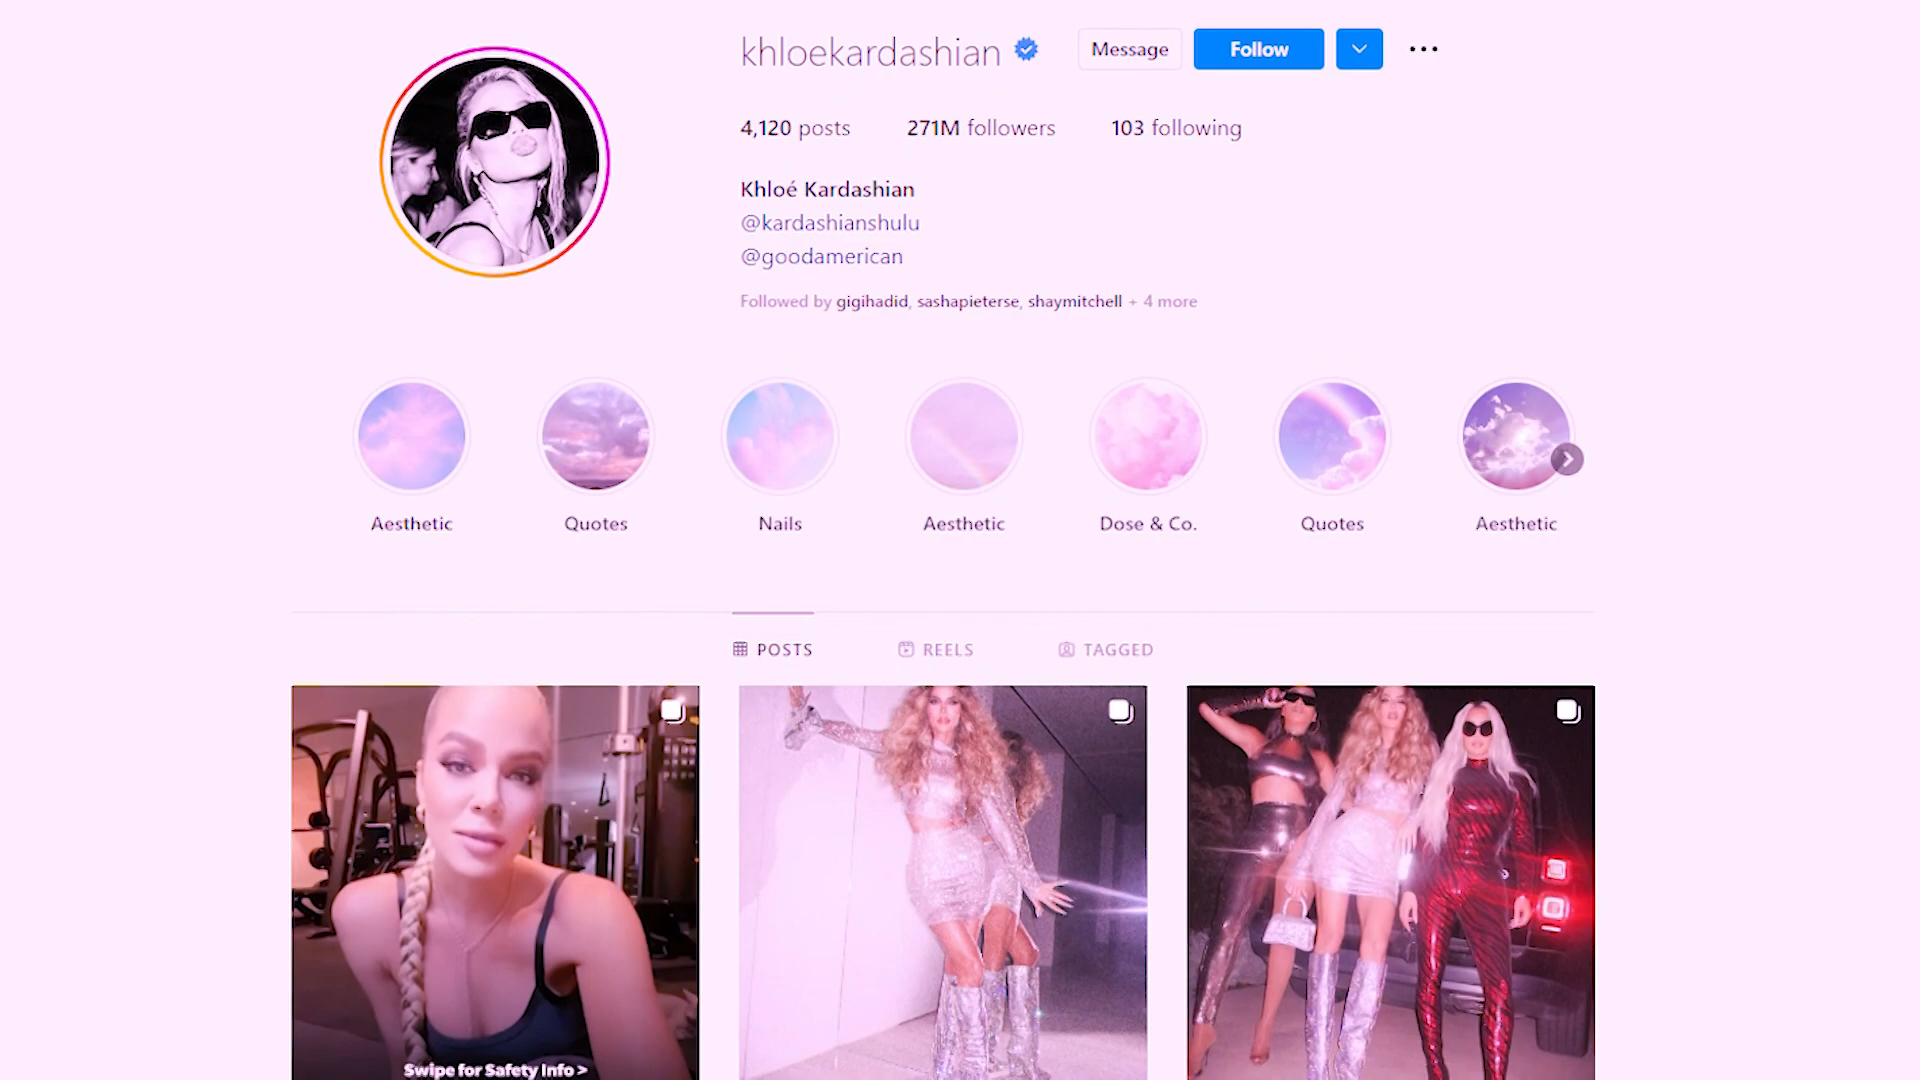 khloekardashian
Message
Follow
4,120 posts 271M followers 103 following
Khloé Kardashian
@kardashianshulu
@goodamerican
Followed by gigihadid, sashapieterse, shaymitchell + 4 more
Aesthetic Quotes Nails Aesthetic Dose & Co. Quotes Aesthetic
POSTS REELS TAGGED
Swipe for Safety Info >